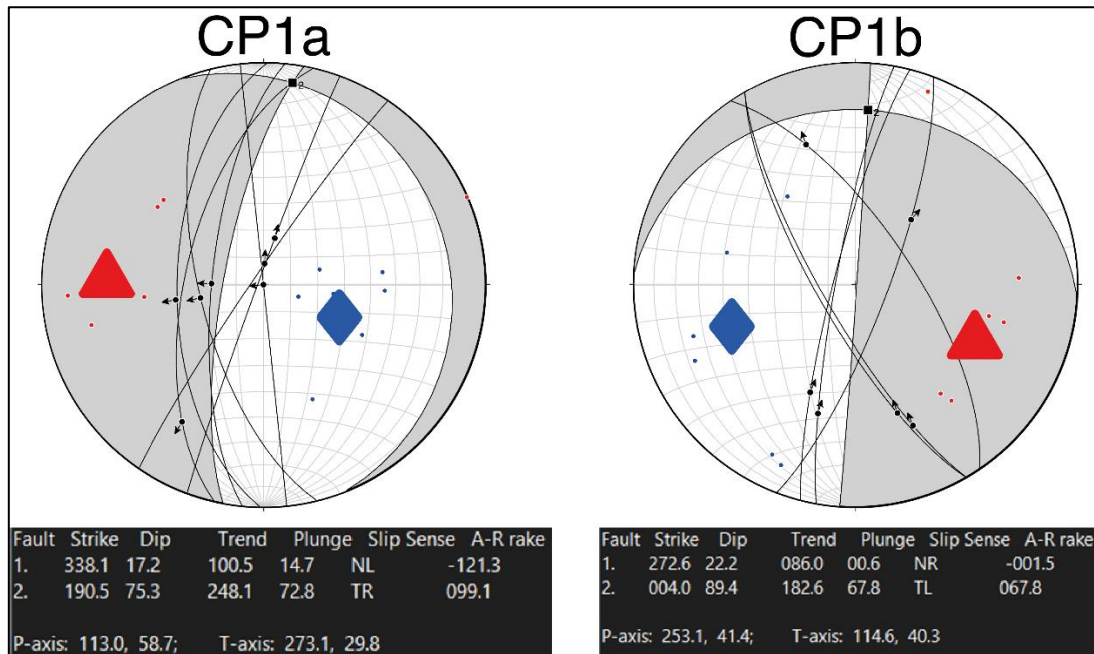 CP1a
2
Fault Strike Dip Trend Plunge Slip Sense A-R rake
1. 338.1 17.2 100.5 14.7 NL -121.3
2. 190.5 75.3 248.1 72.8 TR 099.1
P-axis: 113.0, 58.7; T-axis: 273.1, 29.8
CP1b
2
Fault Strike Dip Trend Plunge Slip Sense A-R rake
1. 272.6 22.2 086.0 00.6 NR -001.5
2. 004.0 89.4 182.6 67.8 TL 067.8
P-axis: 253.1, 41.4; T-axis: 114.6, 40.3